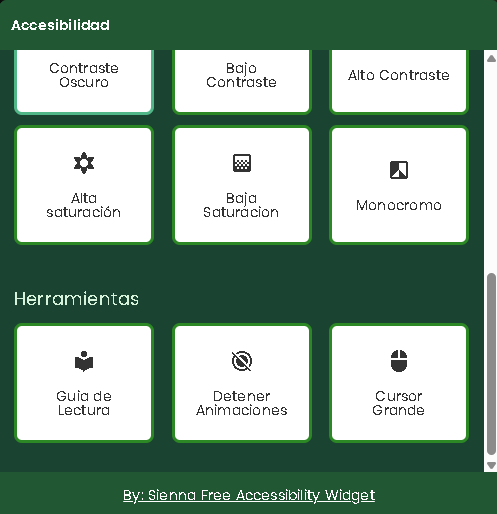 Accesibilidad
Contraste
Oscuro
Bajo
Contraste
Alto Contraste
Alta
saturación
Baja
Saturacion
Monocromo
Herramientas
Guia de
Lectura
Detener
Animaciones
Cursor
Grande
By: Sienna Free Accessibility Widget